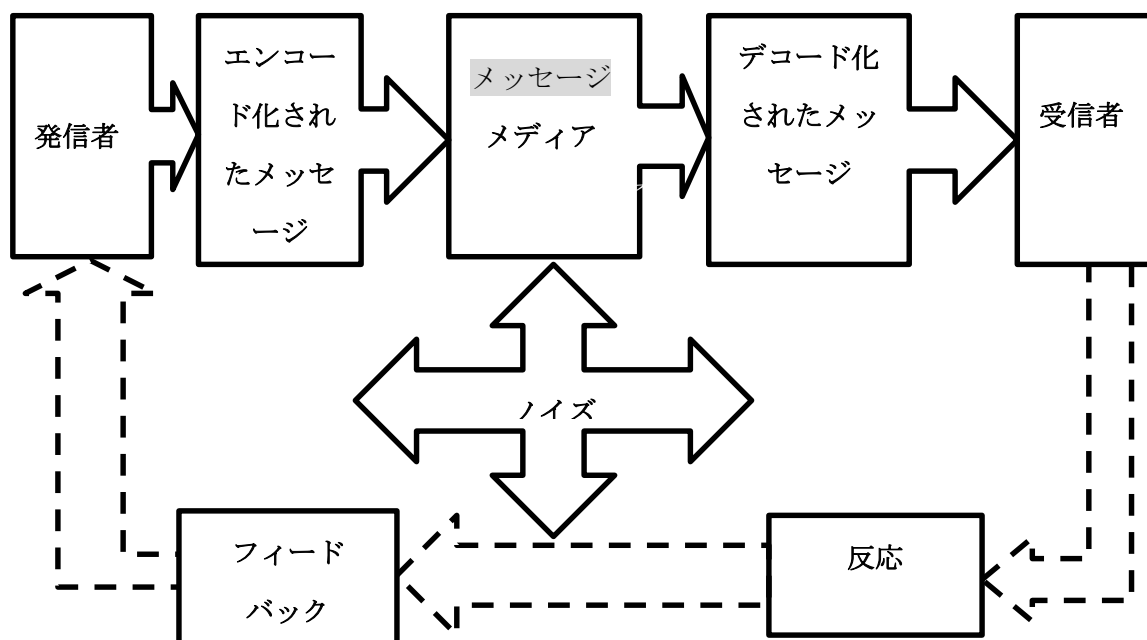 発信者
エンコー
ド化され
たメッセ
ージ
メッセージ
メディア
デコード化
されたメッ
セージ
受信者
ノイズ
フィード
バック
反応